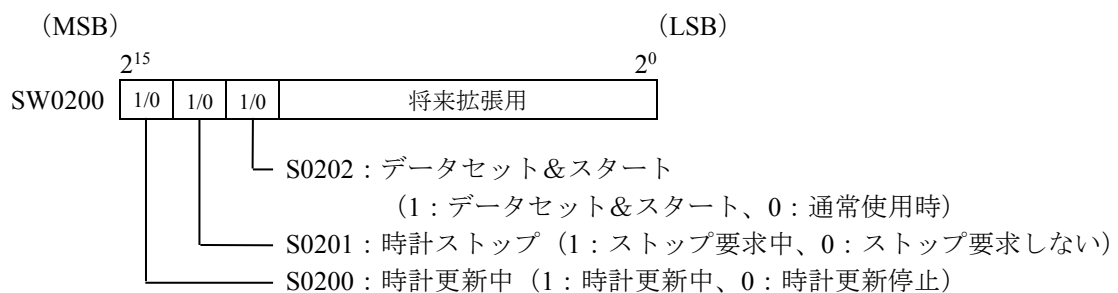 （MSB） （LSB）
2¹⁵ 2⁰
SW0200 1/0 1/0 1/0 将来拡張用
S0202：データセット＆スタート
（1：データセット＆スタート、0：通常使用時）
S0201：時計ストップ（1：ストップ要求中、0：ストップ要求しない）
S0200：時計更新中（1：時計更新中、0：時計更新停止）